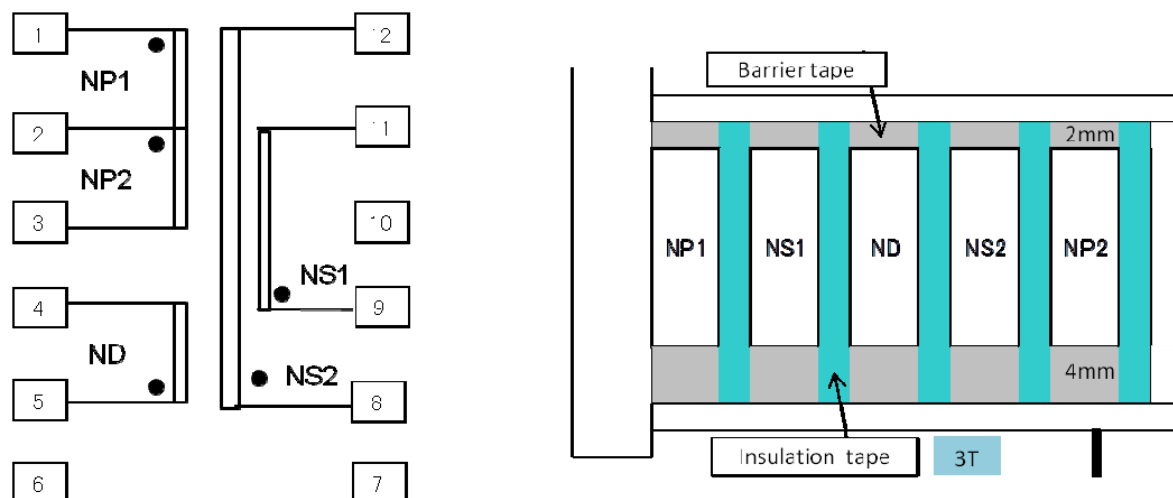 1
NP1
2
NP2
3
4
ND
5
6
12
11
10
NS1
9
NS2
8
7
Barrier tape
2mm
NP1 NS1 ND NS2 NP2
4mm
Insulation tape
3T